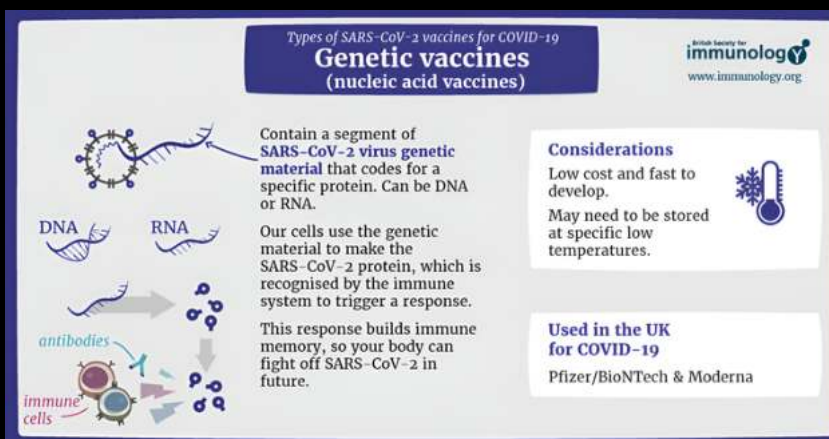 Types of SARS-CoV-2 vaccines for COVID-19
Genetic vaccines
(nucleic acid vaccines)
British Society for
immunology
www.immunology.org
Contain a segment of
SARS-CoV-2 virus genetic
material that codes for a
specific protein. Can be DNA
or RNA.
DNA
RNA
Our cells use the genetic
material to make the
SARS-CoV-2 protein, which is
recognised by the immune
system to trigger a response.
This response builds immune
memory, so your body can
fight off SARS-CoV-2 in
future.
antibodies
immune
cells
Considerations
Low cost and fast to
develop.
May need to be stored
at specific low
temperatures.
Used in the UK
for COVID-19
Pfizer/BioNTech & Moderna